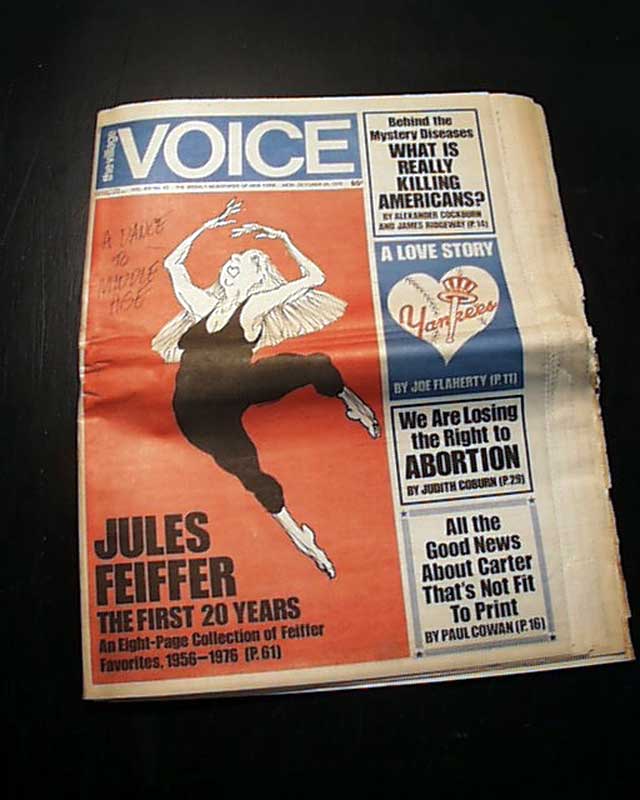 the village
VOICE
THE WEEKLY NEWSPAPER OF NEW YORK
A DANCE
TO
MIDDLE
AGE
JULES
FEIFFER
THE FIRST 20 YEARS
An Eight-Page Collection of Feiffer
Favorites, 1956–1976 (P. 61)
Behind the
Mystery Diseases
WHAT IS
REALLY
KILLING
AMERICANS?
BY ALEXANDER COCKBURN
AND JAMES RIDGEWAY (P.14)
A LOVE STORY
Yankees
BY JOE FLAHERTY (P.11)
We Are Losing
the Right to
ABORTION
BY JUDITH COBURN (P.29)
All the
Good News
About Carter
That's Not Fit
To Print
BY PAUL COWAN (P.16)